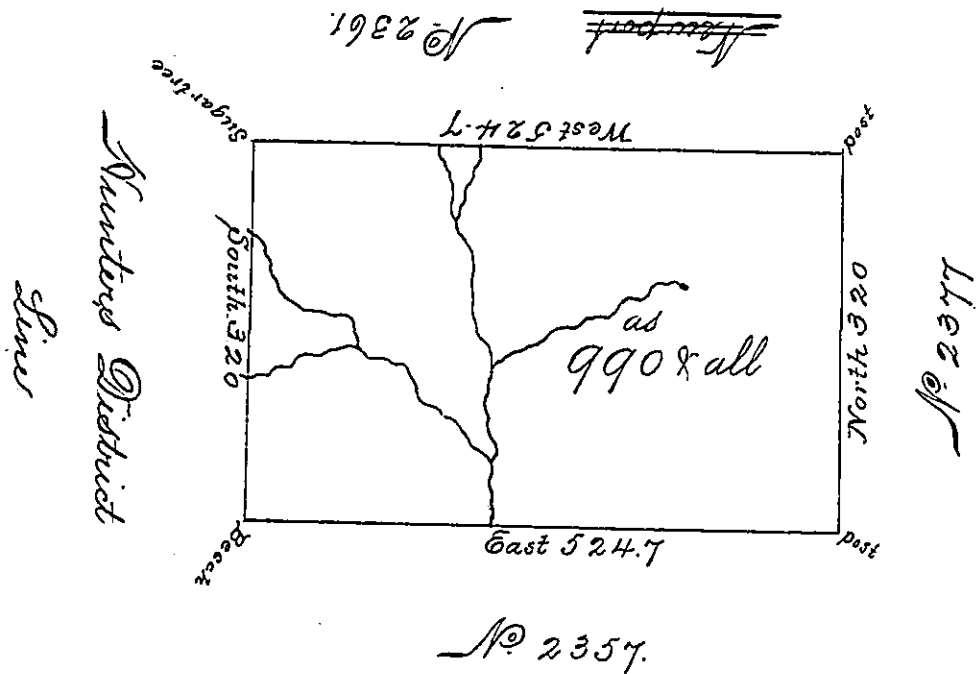 Newport
No. 2361.
Sugartree
West 524.7
post
Hunters District
Line
South. 320
as
990 & all
North. 320
No. 2377
Beech
East 524.7
post
No. 2357.